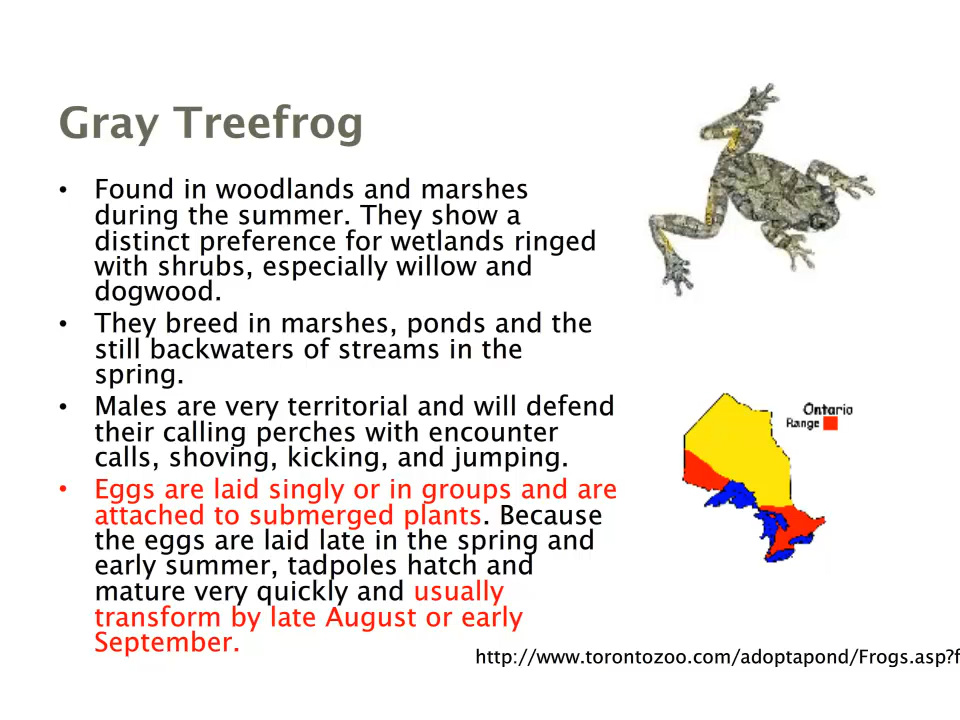 Gray Treefrog
• Found in woodlands and marshes
during the summer. They show a
distinct preference for wetlands ringed
with shrubs, especially willow and
dogwood.
• They breed in marshes, ponds and the
still backwaters of streams in the
spring.
• Males are very territorial and will defend
their calling perches with encounter
calls, shoving, kicking, and jumping.
• Eggs are laid singly or in groups and are
attached to submerged plants. Because
the eggs are laid late in the spring and
early summer, tadpoles hatch and
mature very quickly and usually
transform by late August or early
September.
Ontario
Range
http://www.torontozoo.com/adoptapond/Frogs.asp?f